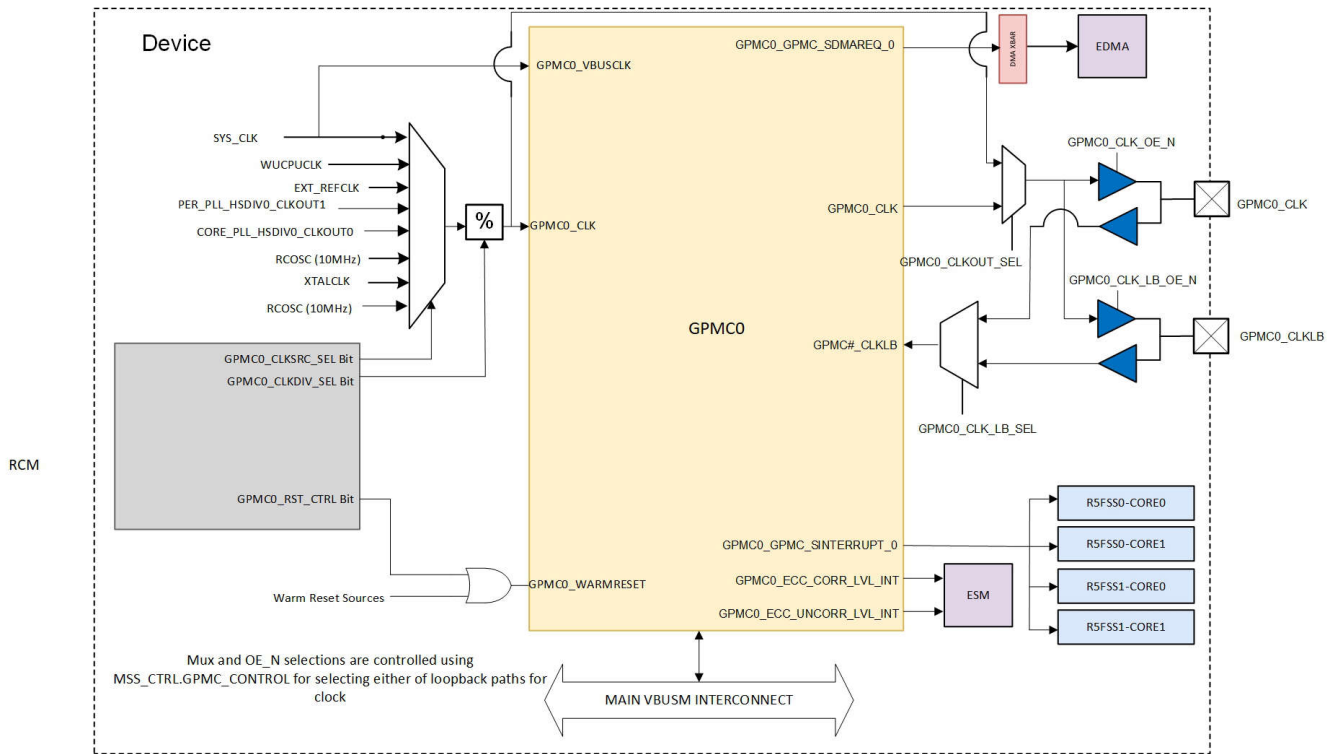 Device
GPMC0_VBUSCLK
GPMC0_GPMC_SDMAREQ_0
DMA XBAR
EDMA
SYS_CLK
WUCPUCLK
EXT_REFCLK
PER_PLL_HSDIV0_CLKOUT1
CORE_PLL_HSDIV0_CLKOUT0
RCOSC (10MHz)
XTALCLK
RCOSC (10MHz)
%
GPMC0_CLK
GPMC0_CLK
GPMC0_CLKOUT_SEL
GPMC0_CLK_OE_N
GPMC0_CLK
GPMC0_CLK_LB_OE_N
GPMC0_CLKLB
GPMC0
GPMC#_CLKLB
GPMC0_CLK_LB_SEL
RCM
GPMC0_CLKSRC_SEL Bit
GPMC0_CLKDIV_SEL Bit
GPMC0_RST_CTRL Bit
Warm Reset Sources
GPMC0_WARMRESET
GPMC0_GPMC_SINTERRUPT_0
GPMC0_ECC_CORR_LVL_INT
GPMC0_ECC_UNCORR_LVL_INT
ESM
R5FSS0-CORE0
R5FSS0-CORE1
R5FSS1-CORE0
R5FSS1-CORE1
Mux and OE_N selections are controlled using
MSS_CTRL.GPMC_CONTROL for selecting either of loopback paths for
clock
MAIN VBUSM INTERCONNECT